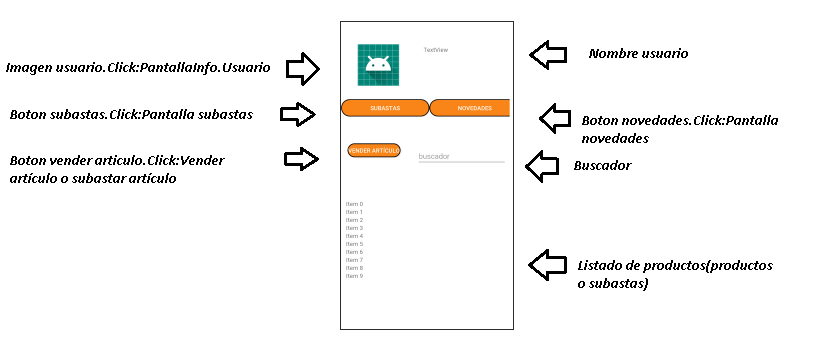 Imagen usuario.Click:PantallaInfo.Usuario
TextView
Nombre usuario
Boton subastas.Click:Pantalla subastas
SUBASTAS
NOVEDADES
Boton novedades.Click:Pantalla
novedades
Boton vender articulo.Click:Vender
artículo o subastar artículo
VENDER ARTÍCULO
buscador
Buscador
Item 0
Item 1
Item 2
Item 3
Item 4
Item 5
Item 6
Item 7
Item 8
Item 9
Listado de productos(productos
o subastas)